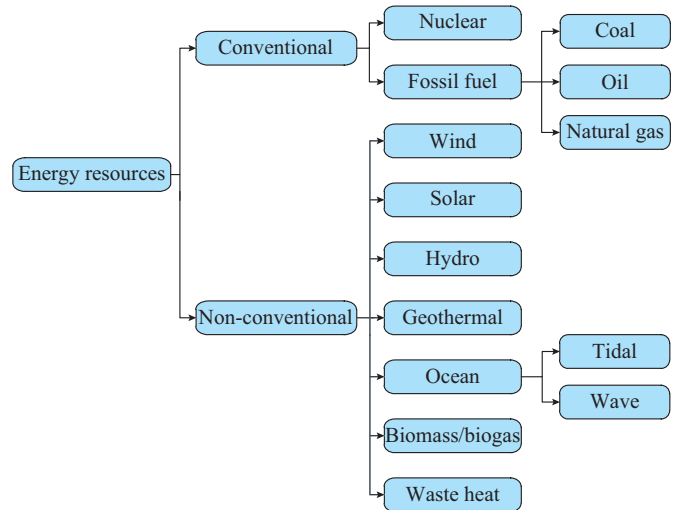 Energy resources
Conventional
Nuclear
Fossil fuel
Coal
Oil
Natural gas
Non-conventional
Wind
Solar
Hydro
Geothermal
Ocean
Tidal
Wave
Biomass/biogas
Waste heat